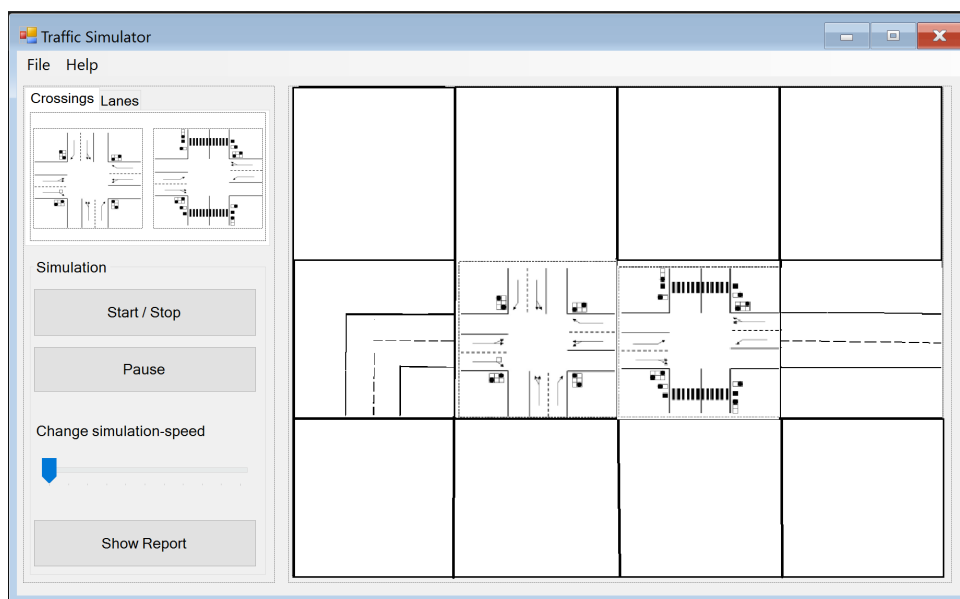 Traffic Simulator
File Help
Crossings Lanes
Simulation
Start / Stop
Pause
Change simulation-speed
Show Report